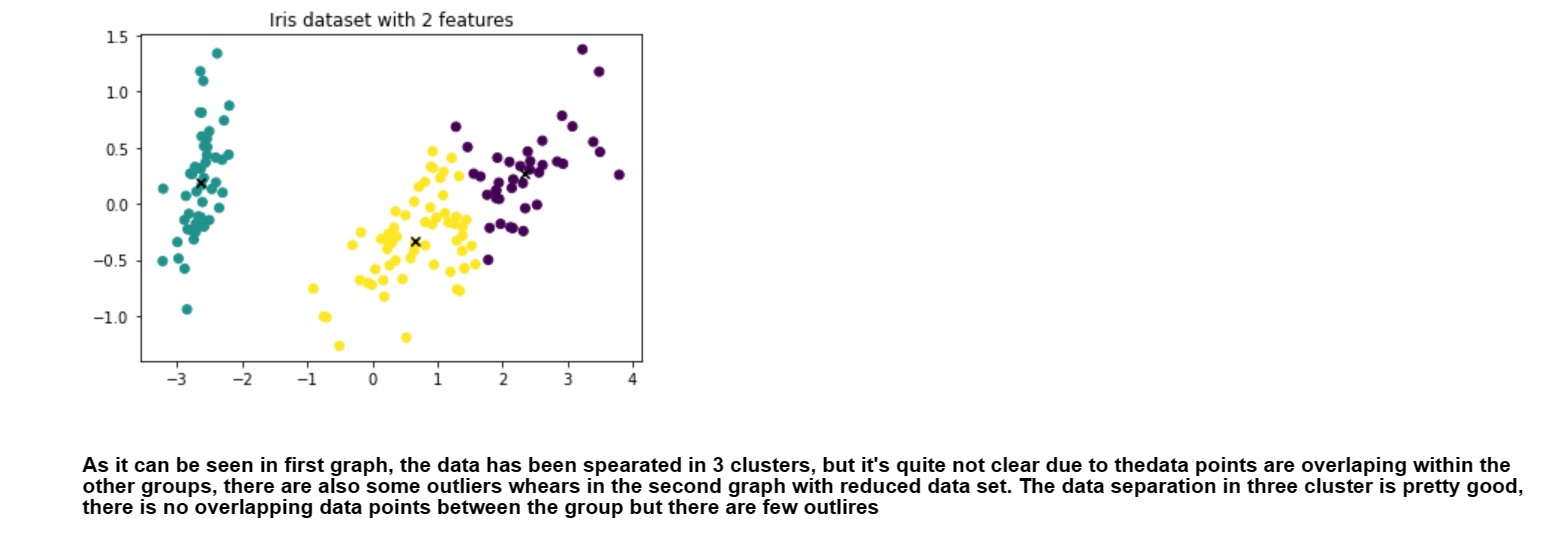 Iris dataset with 2 features
1.5
1.0
0.5
0.0
−0.5
−1.0
−3 −2 −1 0 1 2 3 4
As it can be seen in first graph, the data has been spearated in 3 clusters, but it's quite not clear due to thedata points are overlaping within the
other groups, there are also some outliers whears in the second graph with reduced data set. The data separation in three cluster is pretty good,
there is no overlapping data points between the group but there are few outlires